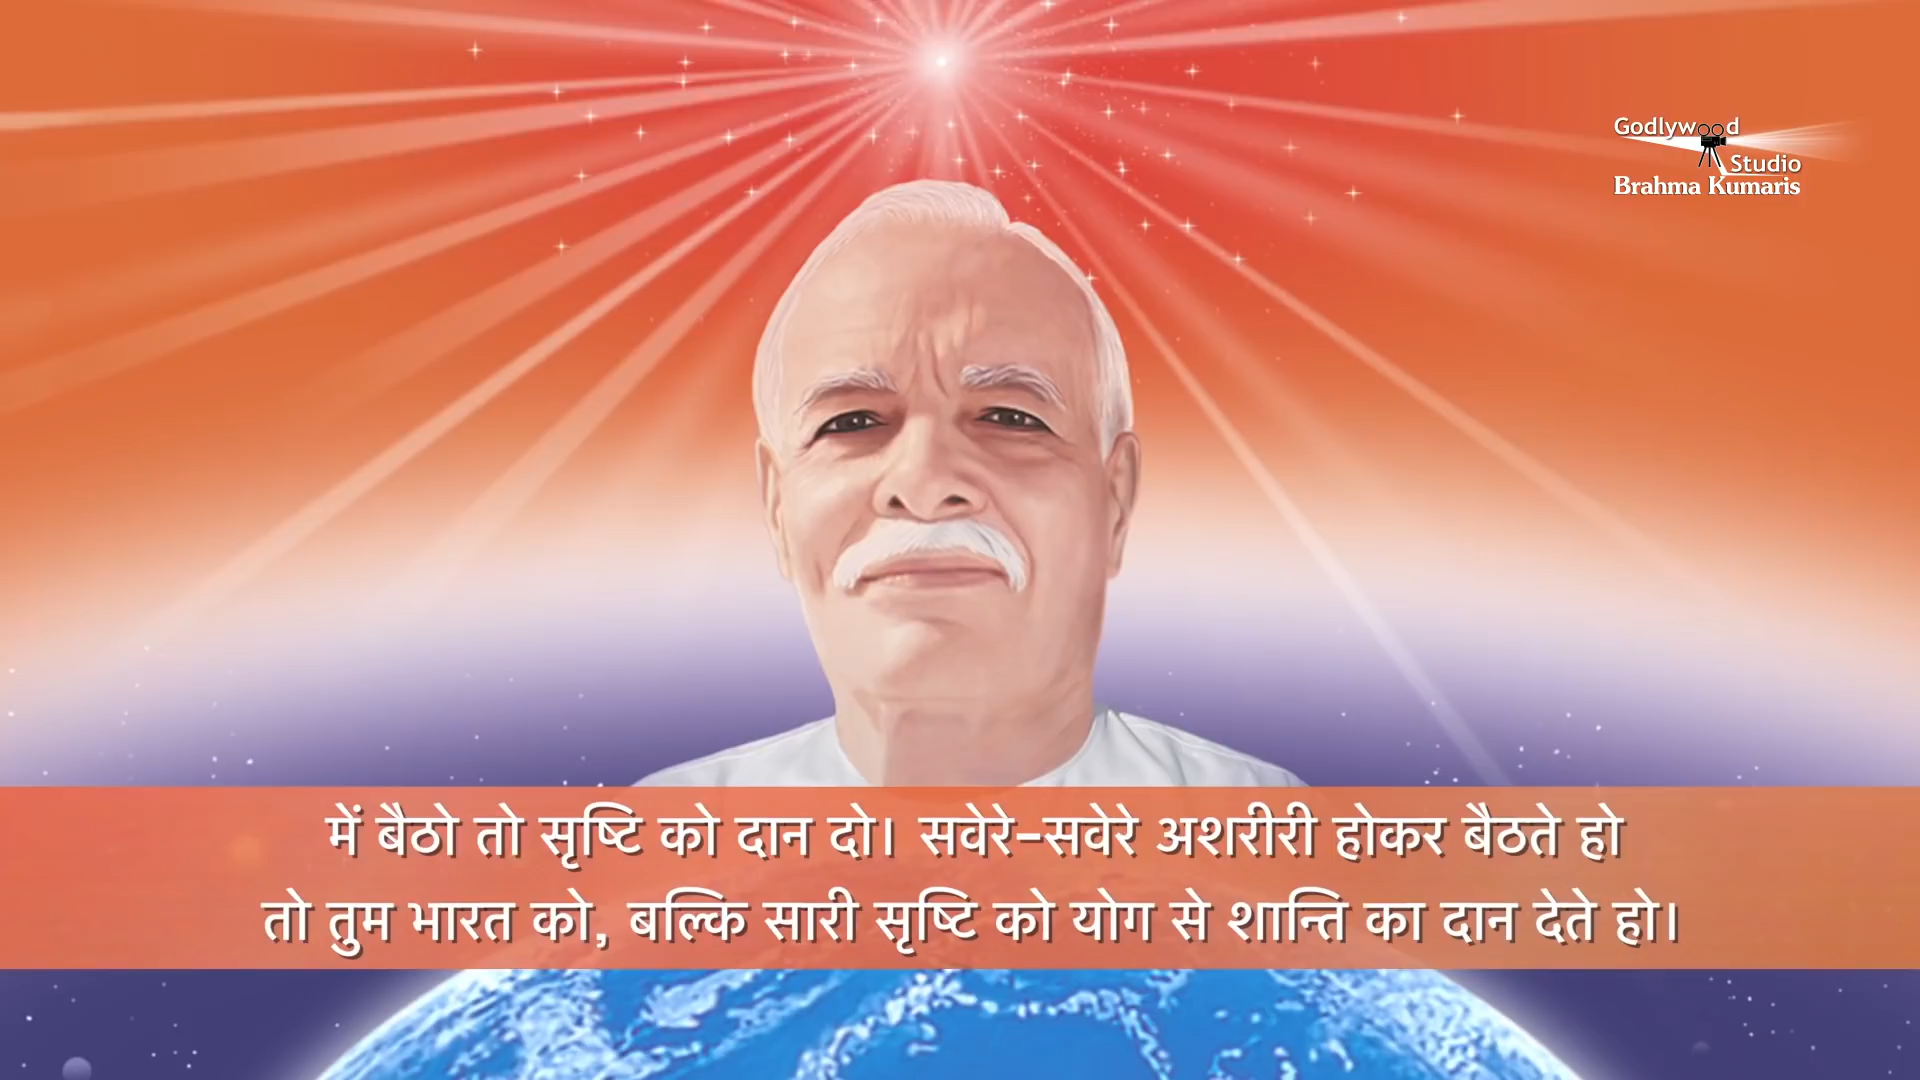 Godlywood
Studio
Brahma Kumaris
में बैठो तो सृष्टि को दान दो। सवेरे-सवेरे अशरीरी होकर बैठते हो
तो तुम भारत को, बल्कि सारी सृष्टि को योग से शान्ति का दान देते हो।